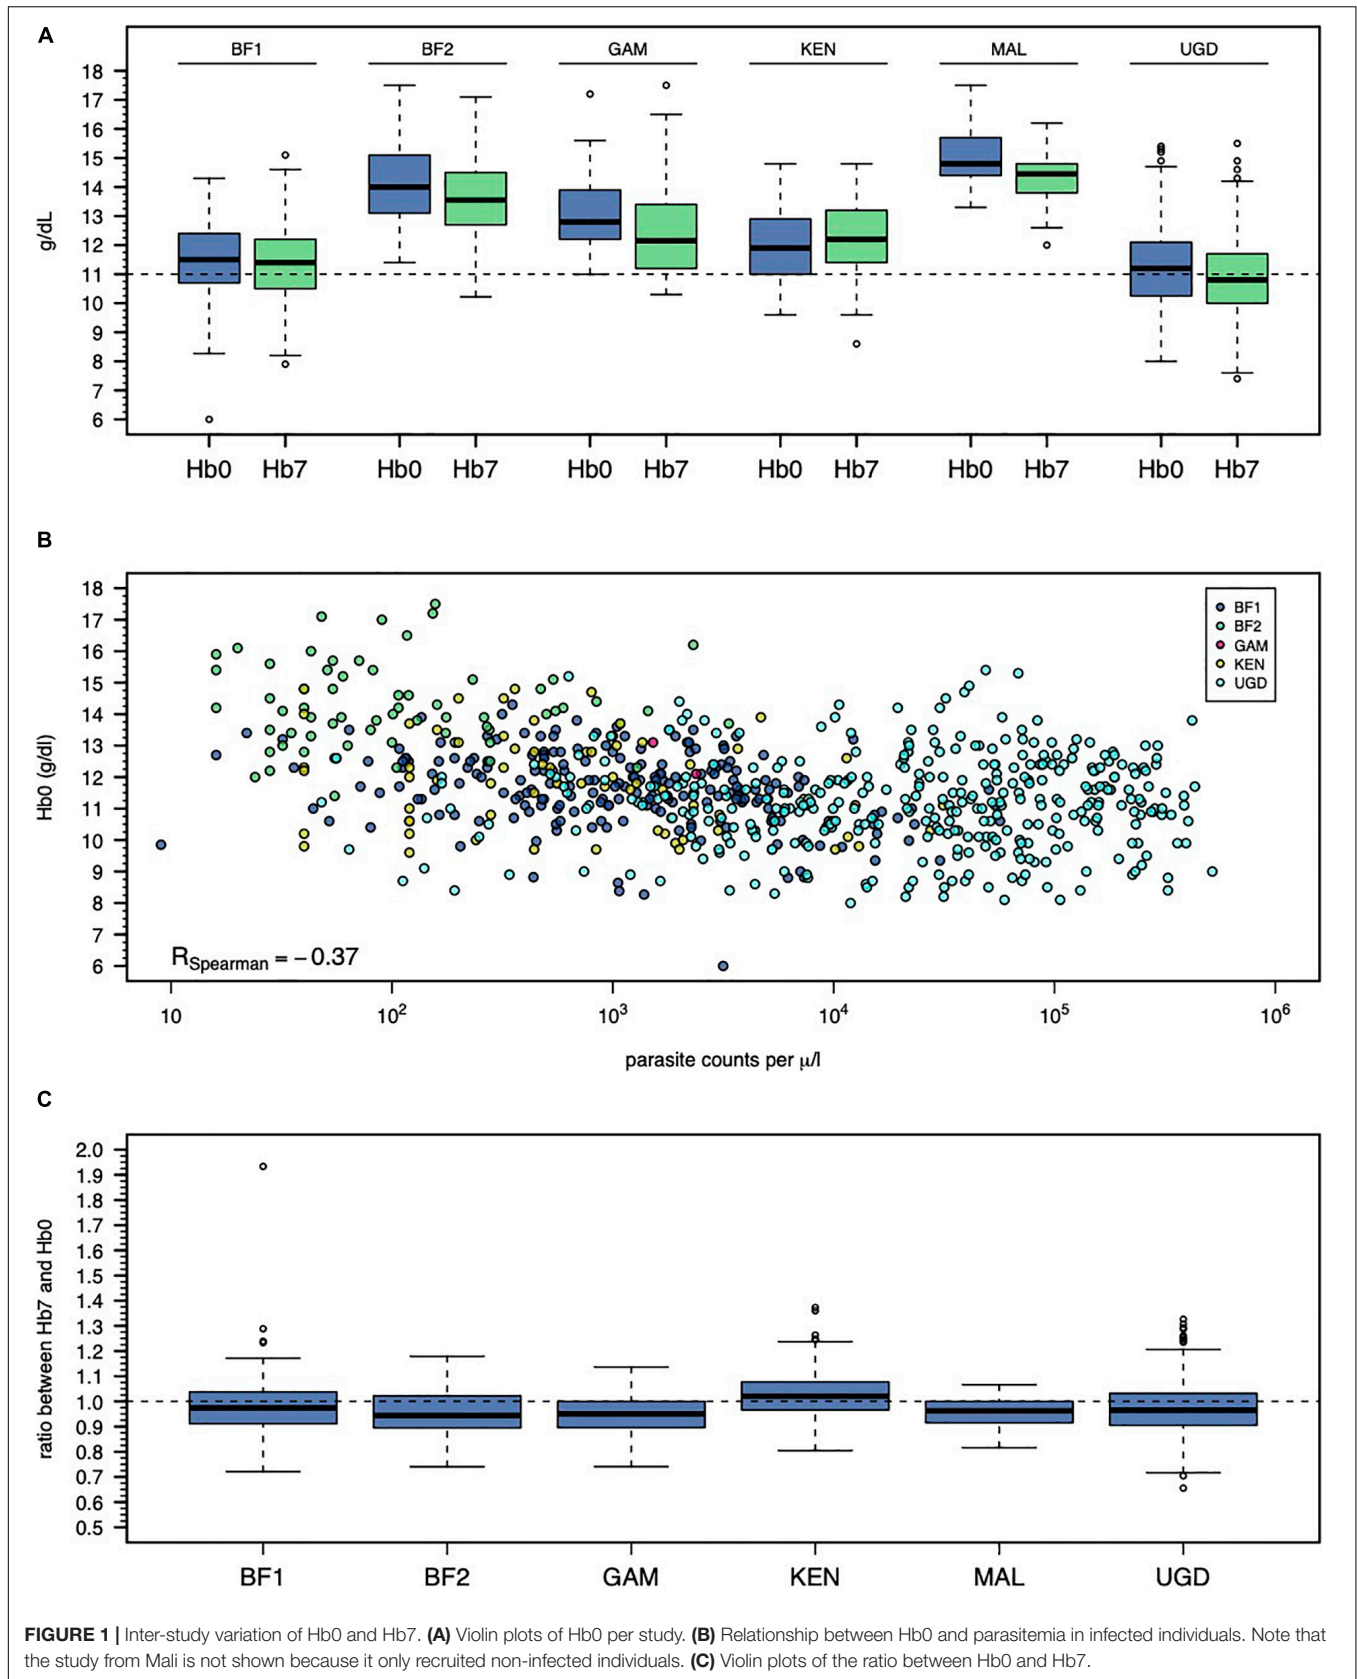 A
BF1 BF2 GAM KEN MAL UGD
18
17
16
15
14
13
12
11
10
9
8
7
6
g/dL
Hb0 Hb7 Hb0 Hb7 Hb0 Hb7 Hb0 Hb7 Hb0 Hb7 Hb0 Hb7
B
18
17
16
15
14
13
12
11
10
9
8
7
6
Hb0 (g/dl)
BF1
BF2
GAM
KEN
UGD
RSpearman = −0.37
10 10² 10³ 10⁴ 10⁵ 10⁶
parasite counts per μ/l
C
2.0
1.9
1.8
1.7
1.6
1.5
1.4
1.3
1.2
1.1
1.0
0.9
0.8
0.7
0.6
0.5
ratio between Hb7 and Hb0
BF1 BF2 GAM KEN MAL UGD
FIGURE 1 | Inter-study variation of Hb0 and Hb7. (A) Violin plots of Hb0 per study. (B) Relationship between Hb0 and parasitemia in infected individuals. Note that
the study from Mali is not shown because it only recruited non-infected individuals. (C) Violin plots of the ratio between Hb0 and Hb7.